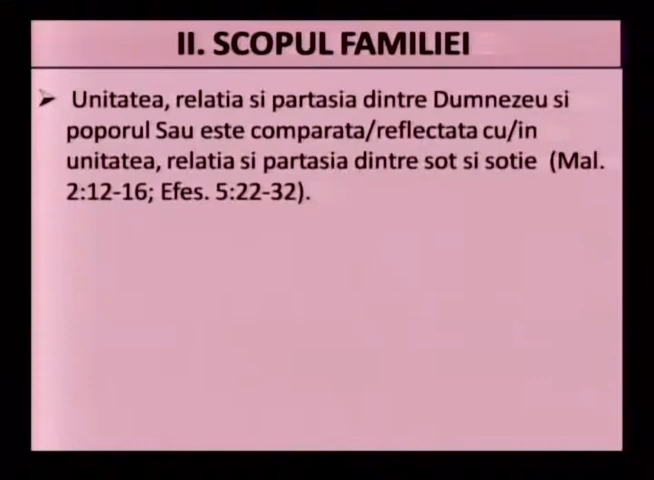 II. SCOPUL FAMILIEI
Unitatea, relatia si partasia dintre Dumnezeu si
poporul Sau este comparata/reflectata cu/in
unitatea, relatia si partasia dintre sot si sotie (Mal.
2:12-16; Efes. 5:22-32).